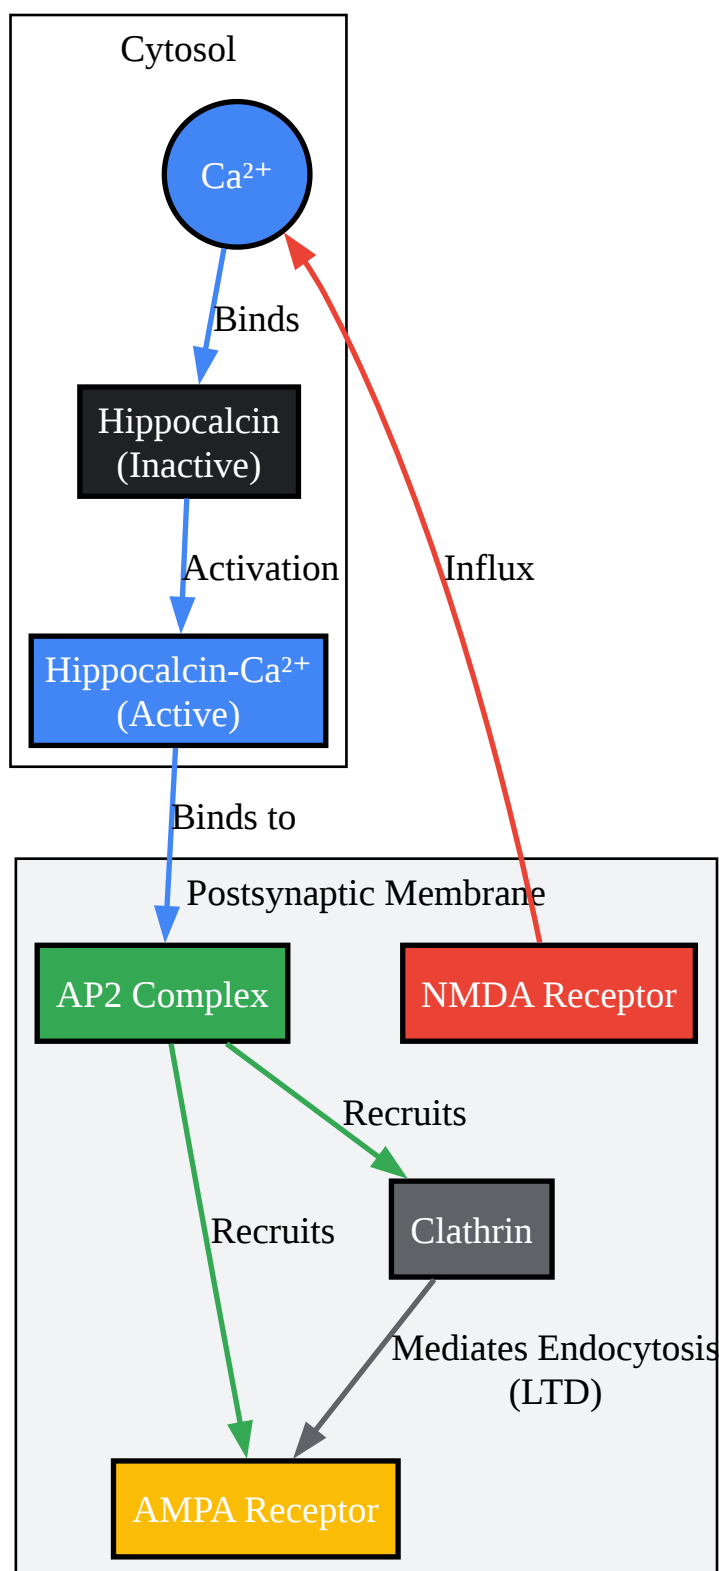 Cytosol
Ca²⁺
Binds
Hippocalcin
(Inactive)
Activation
Influx
Hippocalcin-Ca²⁺
(Active)
Binds to
Postsynaptic Membrane
AP2 Complex
NMDA Receptor
Recruits
Recruits
Clathrin
Mediates Endocytosis
(LTD)
AMPA Receptor